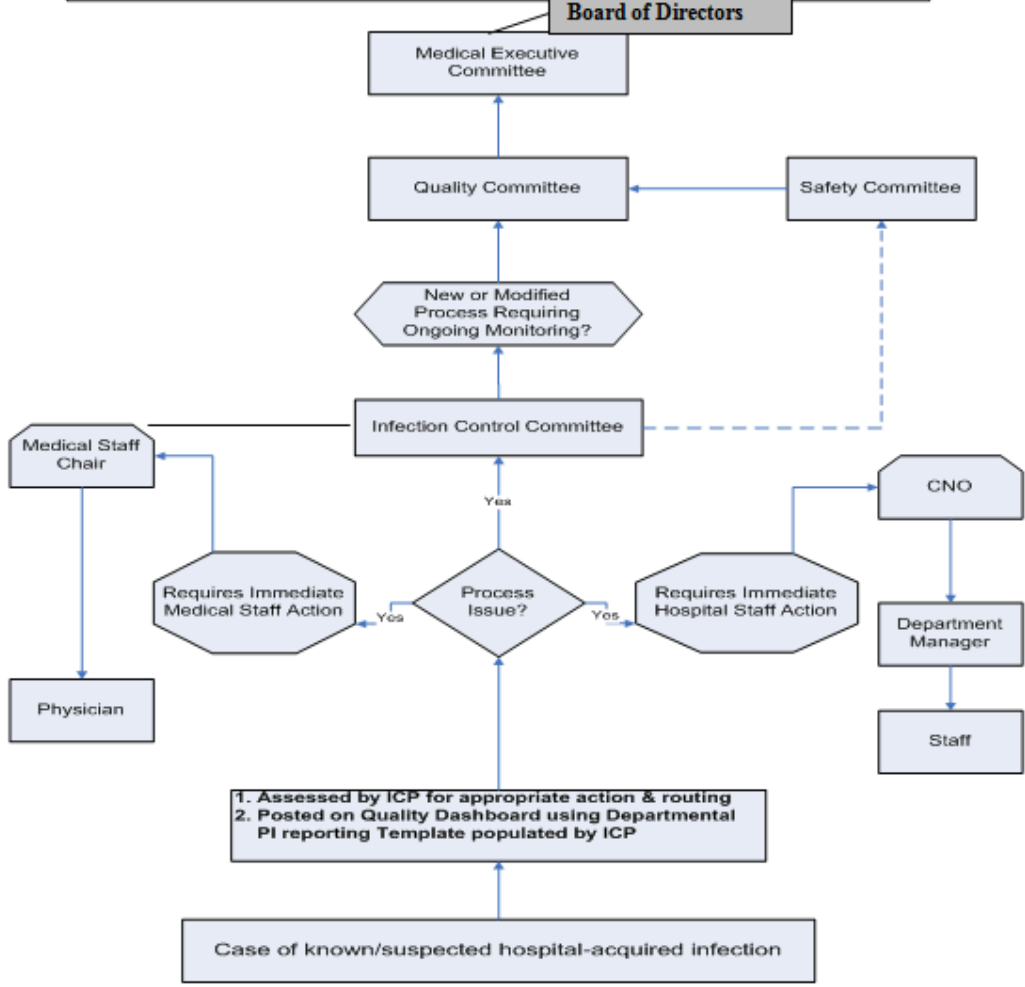 Board of Directors
Medical Executive
Committee
Quality Committee
Safety Committee
New or Modified
Process Requiring
Ongoing Monitoring?
Infection Control Committee
Medical Staff
Chair
CNO
Yes
Requires Immediate
Medical Staff Action
Yes
Process
Issue?
Yes
Requires Immediate
Hospital Staff Action
Department
Manager
Physician
Staff
1. Assessed by ICP for appropriate action & routing
2. Posted on Quality Dashboard using Departmental
PI reporting Template populated by ICP
Case of known/suspected hospital-acquired infection